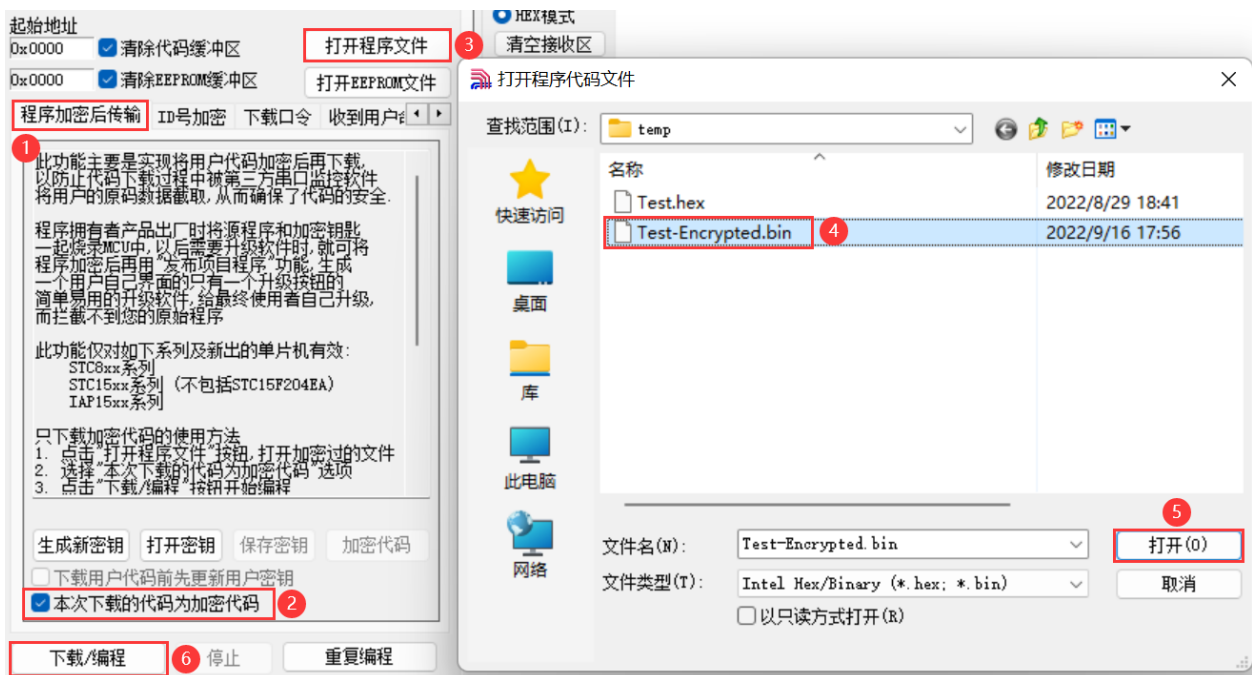 起始地址
0x0000 清除代码缓冲区 打开程序文件 3
0x0000 清除EEPROM缓冲区 打开EEPROM文件
程序加密后传输 ID号加密 下载口令 收到用户
1
此功能主要是实现将用户代码加密后再下载,
以防止代码下载过程中被第三方串口监控软件
将用户的原码数据截取,从而确保了代码的安全.
程序拥有者产品出厂时将源程序和加密钥匙
一起烧录MCU中,以后需要升级软件时,就可将
程序加密后再用"发布项目程序"功能,生成
一个用户自己界面的只有一个升级按钮的
简单易用的升级软件,给最终使用者自己升级,
而拦截不到您的原始程序
此功能仅对如下系列及新出的单片机有效:
STC8xx系列
STC15xx系列 (不包括STC15F204EA)
IAP15xx系列
只下载加密代码的使用方法
1. 点击"打开程序文件"按钮,打开加密过的文件
2. 选择"本次下载的代码为加密代码"选项
3. 点击"下载/编程"按钮开始编程
生成新密钥 打开密钥 保存密钥 加密代码
下载用户代码前先更新用户密钥
本次下载的代码为加密代码 2
下载/编程 6 停止 重复编程
HEX模式
清空接收区
打开程序代码文件
查找范围(I): temp
快速访问
桌面
库
此电脑
网络
名称 修改日期
Test.hex 2022/8/29 18:41
Test-Encrypted.bin 4 2022/9/16 17:56
5
文件名(N): Test-Encrypted.bin 打开(O)
文件类型(T): Intel Hex/Binary (*.hex; *.bin) 取消
以只读方式打开(R)